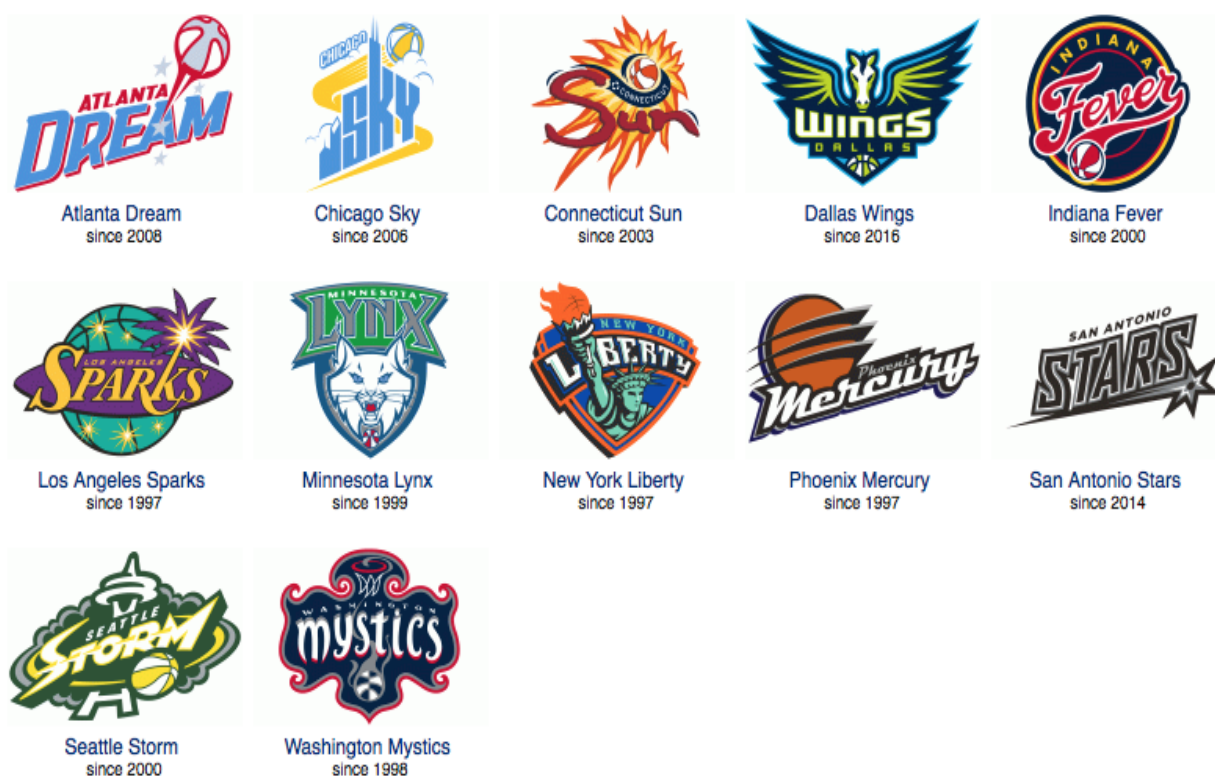 ATLANTA
DREAM
CHICAGO
SKY
CONNECTICUT
Sun
WINGS
DALLAS
INDIANA
Fever
Atlanta Dream
since 2008
Chicago Sky
since 2006
Connecticut Sun
since 2003
Dallas Wings
since 2016
Indiana Fever
since 2000
LOS ANGELES
SPARKS
MINNESOTA
LYNX
NEW YORK
LIBERTY
Phoenix
Mercury
SAN ANTONIO
STARS
Los Angeles Sparks
since 1997
Minnesota Lynx
since 1999
New York Liberty
since 1997
Phoenix Mercury
since 1997
San Antonio Stars
since 2014
SEATTLE
STORM
WASHINGTON
mystics
Seattle Storm
since 2000
Washington Mystics
since 1998